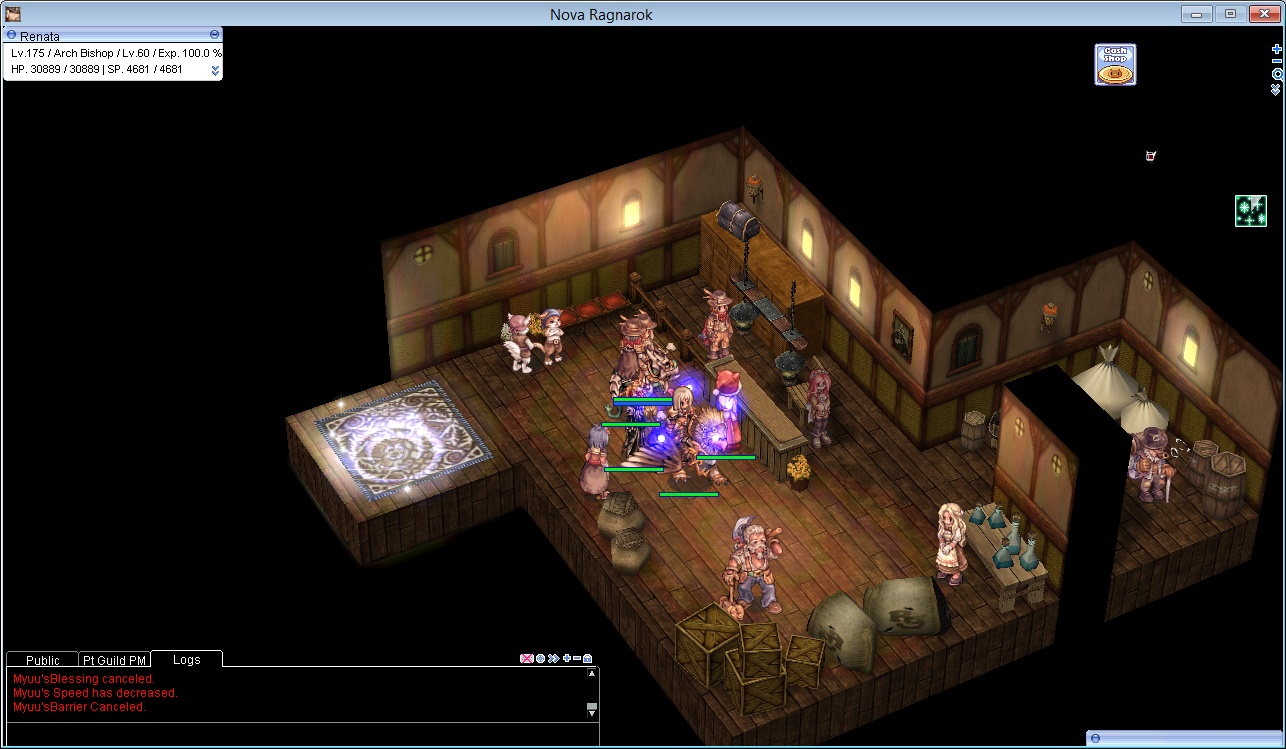 Nova Ragnarok
Renata
Lv.175 / Arch Bishop / Lv.60 / Exp. 100.0 %
HP. 30889 / 30889 | SP. 4681 / 4681
Cash
Shop
Public
Pt Guild PM
Logs
Myuu'sBlessing canceled.
Myuu's Speed has decreased.
Myuu'sBarrier Canceled.